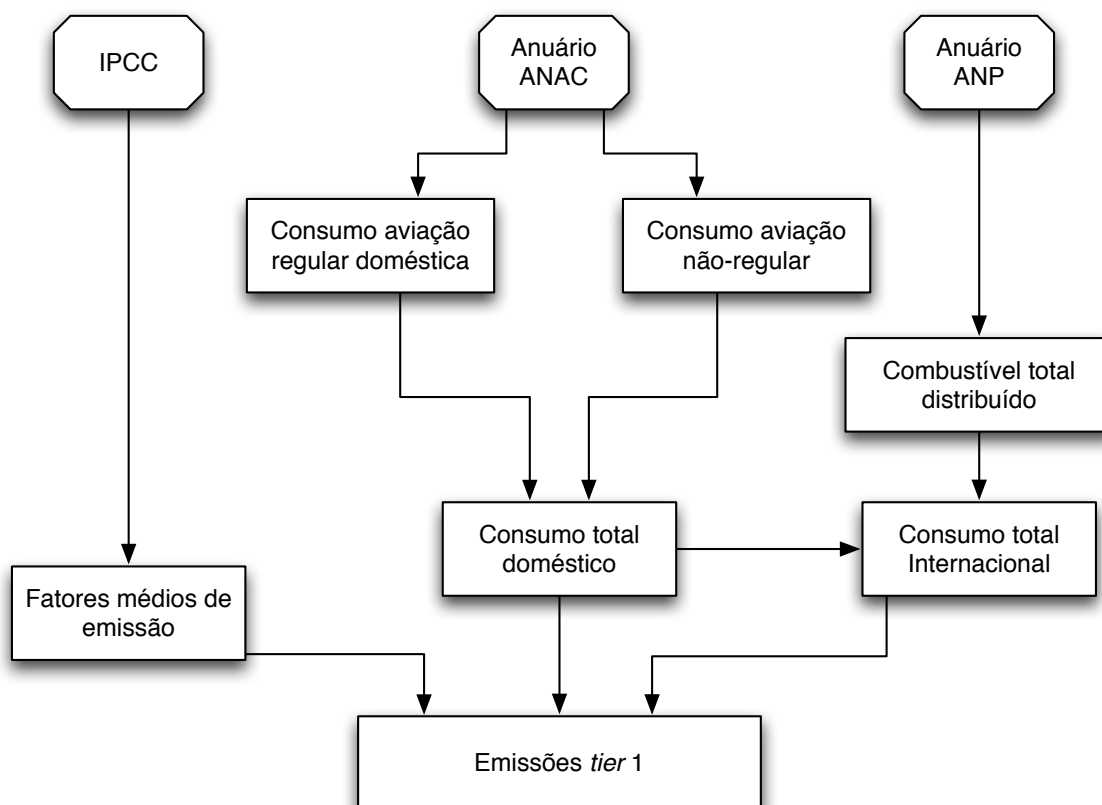 IPCC
Anuário
ANAC
Anuário
ANP
Consumo aviação
regular doméstica
Consumo aviação
não-regular
Combustível total
distribuído
Consumo total
doméstico
Consumo total
Internacional
Fatores médios de
emissão
Emissões tier 1